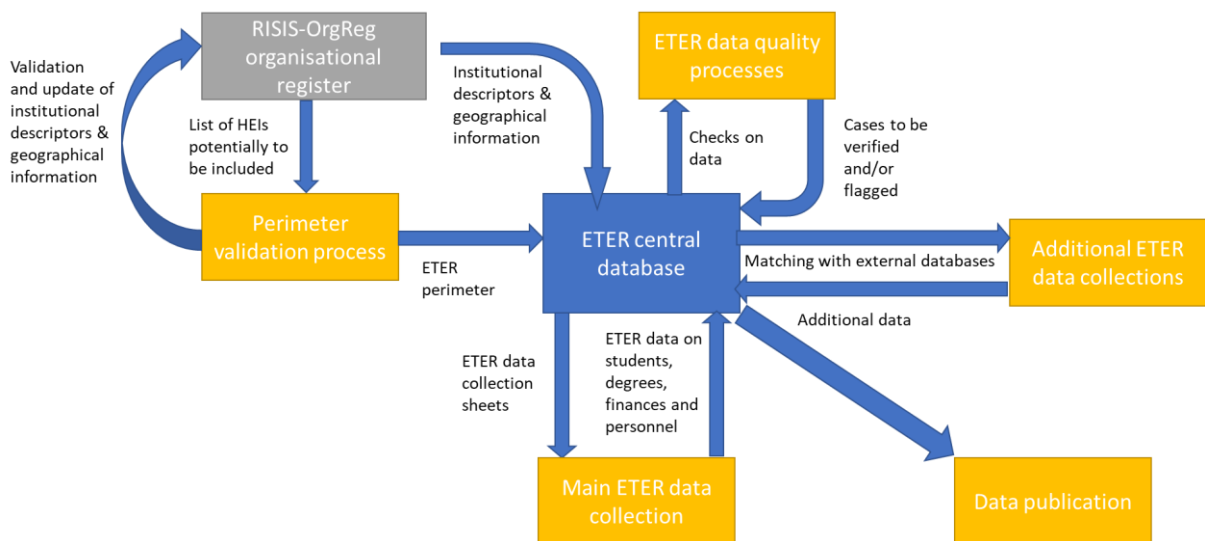 RISIS-OrgReg
organisational
register
ETER data quality
processes
Validation
and update of
institutional
descriptors &
geographical
information
Institutional
descriptors &
geographical
information
List of HEIs
potentially to
be included
Checks on
data
Cases to be
verified
and/or
flagged
Perimeter
validation process
ETER
perimeter
ETER central
database
Matching with external databases
Additional ETER
data collections
Additional data
ETER data
collection
sheets
ETER data on
students,
degrees,
finances and
personnel
Main ETER data
collection
Data publication